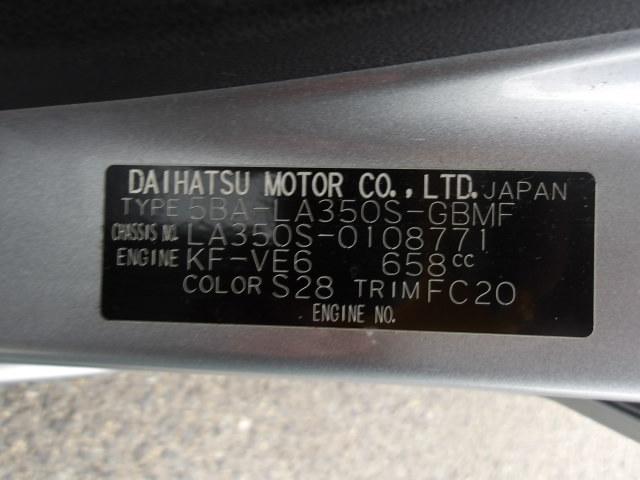 DAIHATSU MOTOR CO., LTD. JAPAN
TYPE 5BA-LA350S-GBMF
CHASSIS NO. LA350S-0108771
ENGINE KF-VE6 658cc
COLOR S28 TRIM FC20
ENGINE NO.